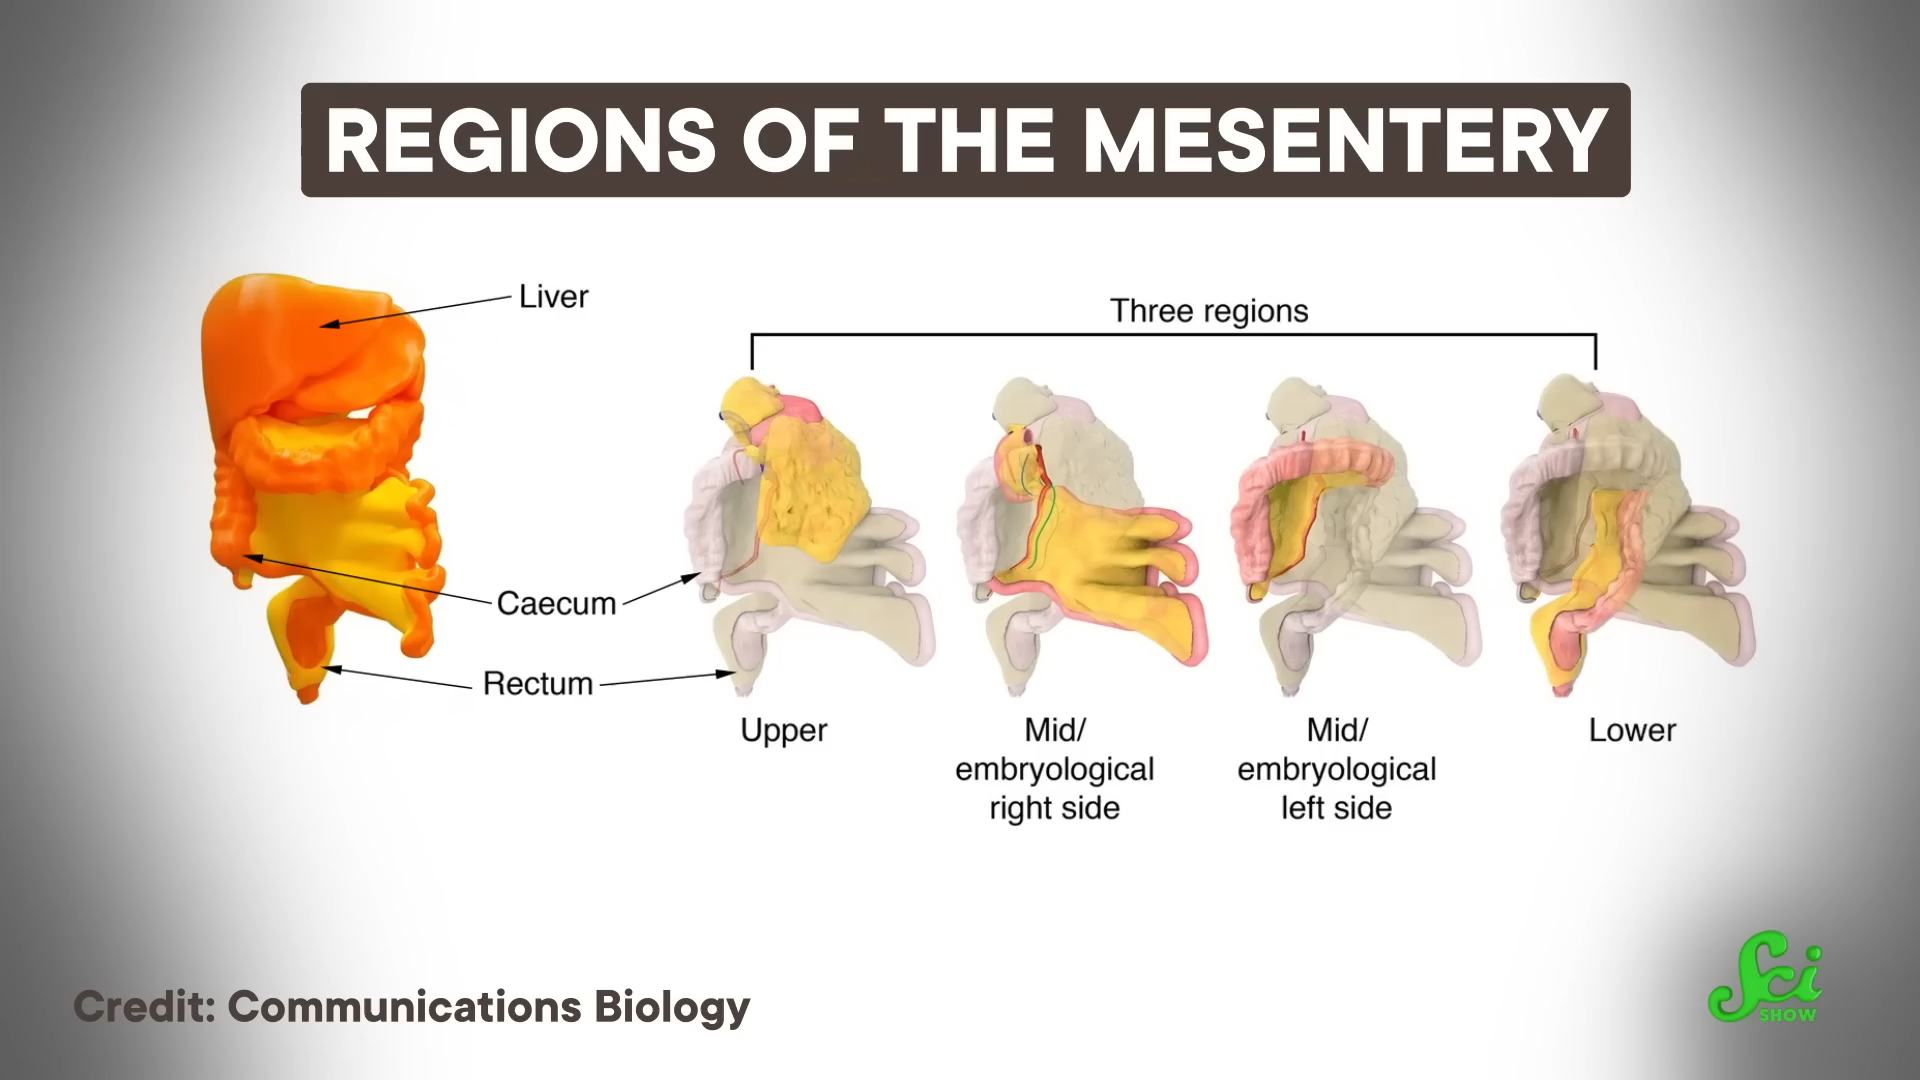 REGIONS OF THE MESENTERY
Liver
Three regions
Caecum
Rectum
Upper
Mid/
embryological
right side
Mid/
embryological
left side
Lower
Credit: Communications Biology
Sci
SHOW